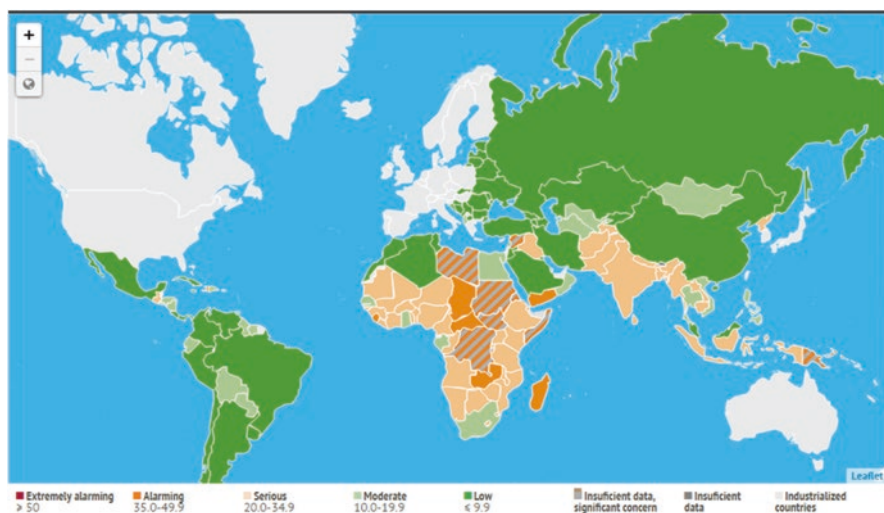 +
−
Leaflet
Extremely alarming
> 50
Alarming
35.0-49.9
Serious
20.0-34.9
Moderate
10.0-19.9
Low
≤ 9.9
Insuficient data,
significant concern
Insuficient
data
Industrialized
countries